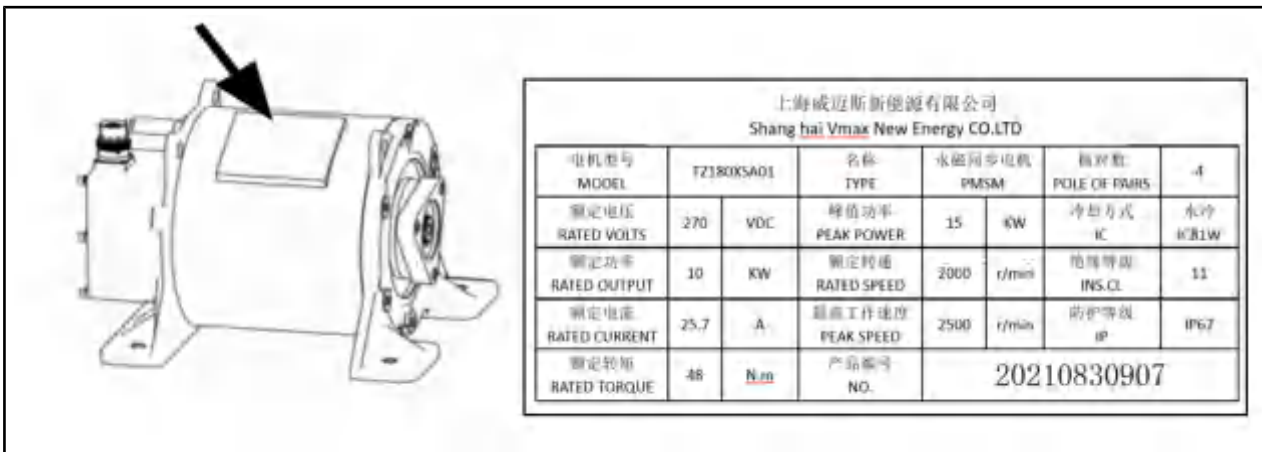 上海威迈斯新能源有限公司
Shang hai Vmax New Energy CO.LTD
电机型号 TZ180XSA01 名称 永磁同步电机 极对数 4
MODEL TYPE PMSM POLE OF PAIRS
额定电压 270 VDC 峰值功率 15 KW 冷却方式 水冷
RATED VOLTS PEAK POWER IC IC81W
额定功率 10 KW 额定转速 2000 r/min 绝缘等级
RATED OUTPUT RATED SPEED INS.CL
额定电流 25.7 A 最高工作速度 2500 r/min 防护等级 IP67
RATED CURRENT PEAK SPEED IP
额定转矩 48 N.m 产品编号 20210830907
RATED TORQUE NO.